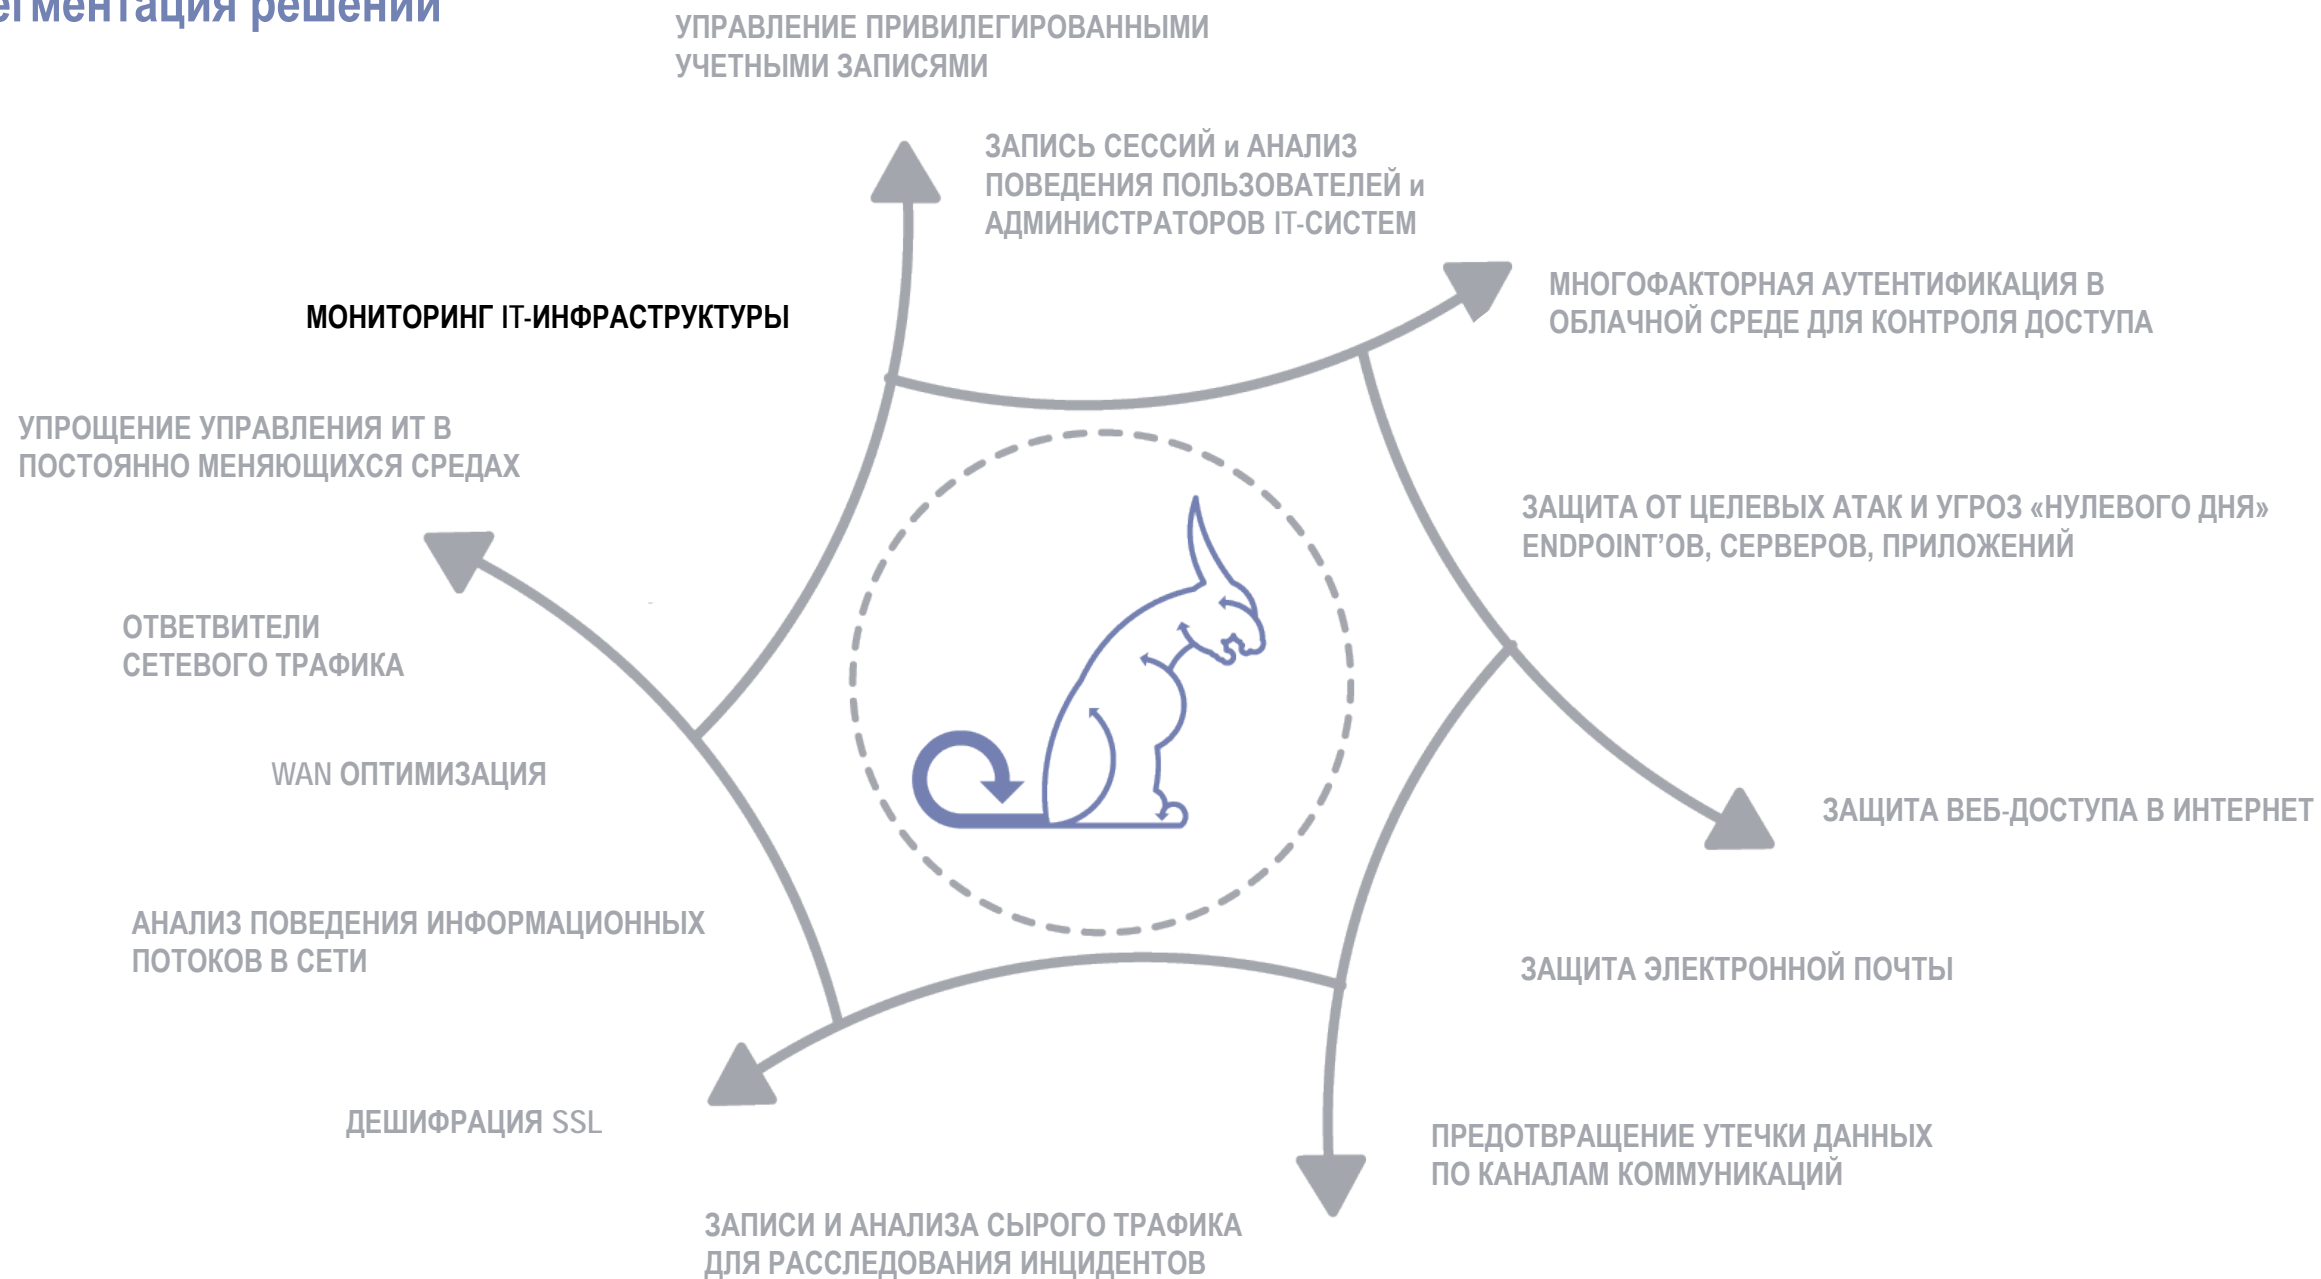 егментация решений
УПРАВЛЕНИЕ ПРИВИЛЕГИРОВАННЫМИ
УЧЕТНЫМИ ЗАПИСЯМИ
ЗАПИСЬ СЕССИЙ и АНАЛИЗ
ПОВЕДЕНИЯ ПОЛЬЗОВАТЕЛЕЙ и
АДМИНИСТРАТОРОВ IT-СИСТЕМ
МНОГОФАКТОРНАЯ АУТЕНТИФИКАЦИЯ В
ОБЛАЧНОЙ СРЕДЕ ДЛЯ КОНТРОЛЯ ДОСТУПА
МОНИТОРИНГ IT-ИНФРАСТРУКТУРЫ
УПРОЩЕНИЕ УПРАВЛЕНИЯ ИТ В
ПОСТОЯННО МЕНЯЮЩИХСЯ СРЕДАХ
ЗАЩИТА ОТ ЦЕЛЕВЫХ АТАК И УГРОЗ «НУЛЕВОГО ДНЯ»
ENDPOINT’ОВ, СЕРВЕРОВ, ПРИЛОЖЕНИЙ
ОТВЕТВИТЕЛИ
СЕТЕВОГО ТРАФИКА
WAN ОПТИМИЗАЦИЯ
ЗАЩИТА ВЕБ-ДОСТУПА В ИНТЕРНЕТ
АНАЛИЗ ПОВЕДЕНИЯ ИНФОРМАЦИОННЫХ
ПОТОКОВ В СЕТИ
ЗАЩИТА ЭЛЕКТРОННОЙ ПОЧТЫ
ДЕШИФРАЦИЯ SSL
ПРЕДОТВРАЩЕНИЕ УТЕЧКИ ДАННЫХ
ПО КАНАЛАМ КОММУНИКАЦИЙ
ЗАПИСИ И АНАЛИЗА СЫРОГО ТРАФИКА
ДЛЯ РАССЛЕДОВАНИЯ ИНЦИДЕНТОВ